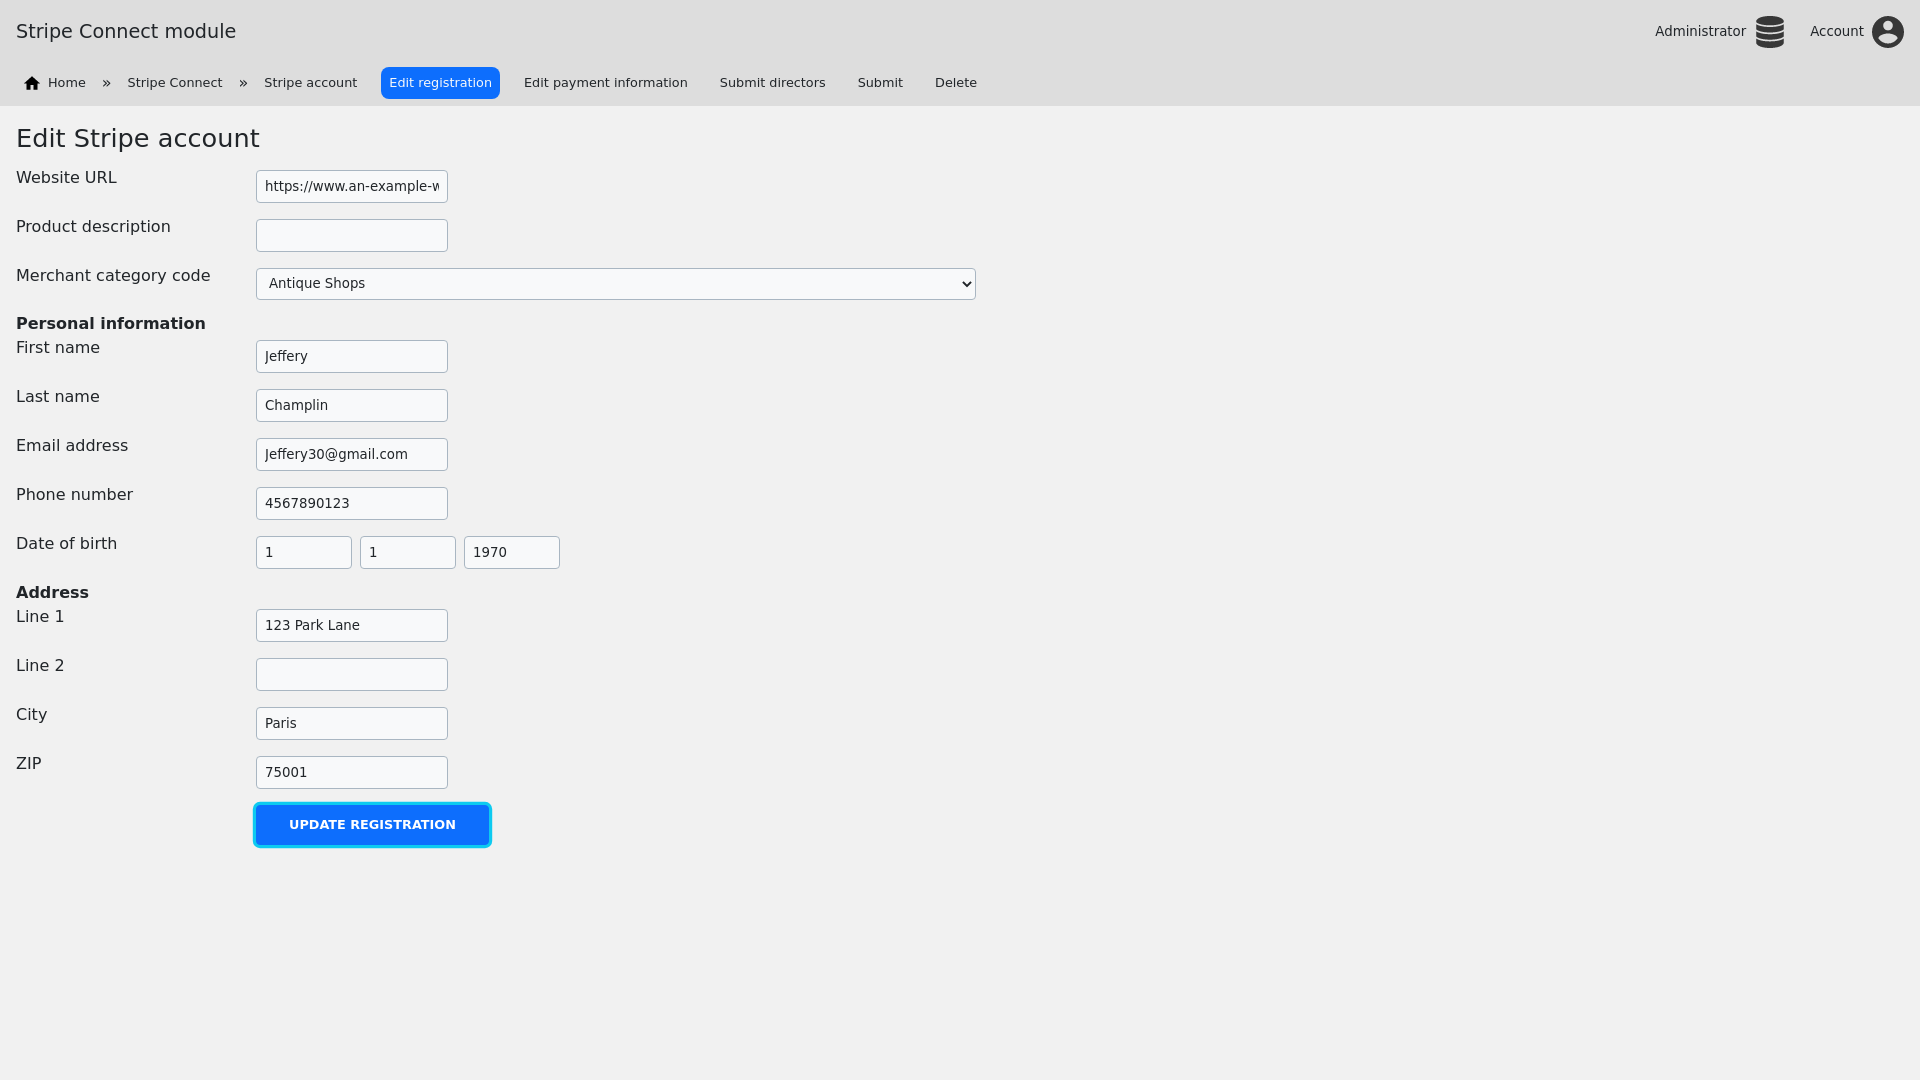 Stripe Connect module
Administrator
Account
Home » Stripe Connect » Stripe account Edit registration Edit payment information Submit directors Submit Delete
Edit Stripe account
Website URL
https://www.an-example-w
Product description
Merchant category code
Antique Shops
Personal information
First name
Jeffery
Last name
Champlin
Email address
Jeffery30@gmail.com
Phone number
4567890123
Date of birth
1 1 1970
Address
Line 1
123 Park Lane
Line 2
City
Paris
ZIP
75001
UPDATE REGISTRATION